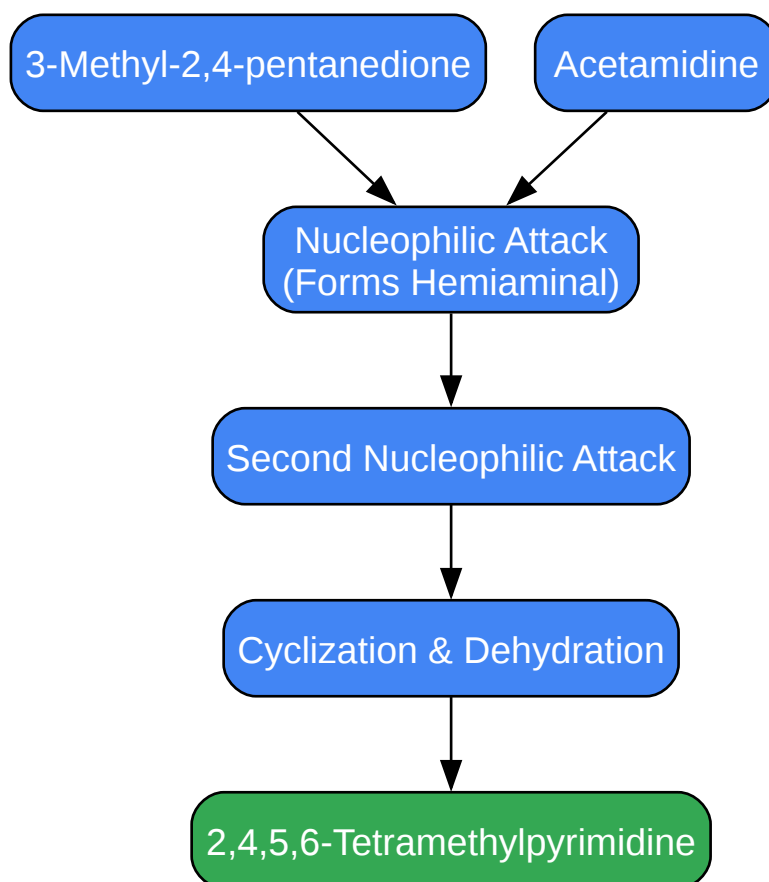 3-Methyl-2,4-pentanedione
Acetamidine
Nucleophilic Attack
(Forms Hemiaminal)
Second Nucleophilic Attack
Cyclization & Dehydration
2,4,5,6-Tetramethylpyrimidine